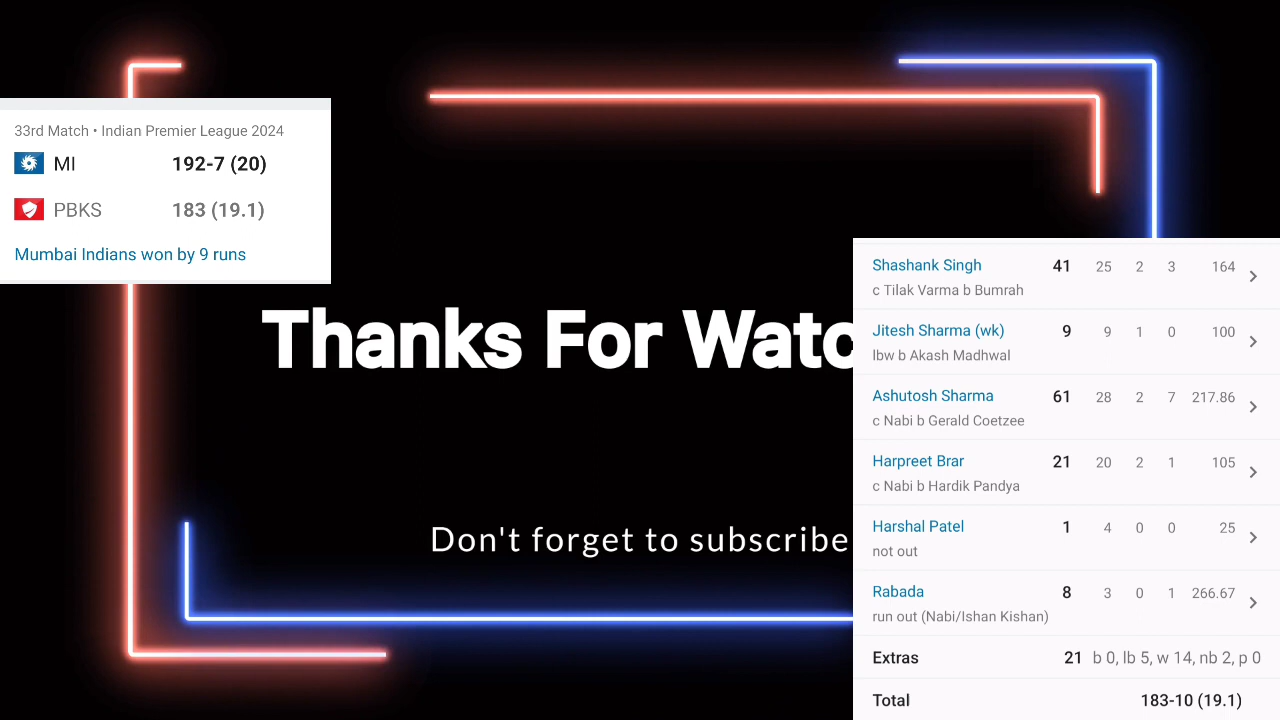 33rd Match • Indian Premier League 2024
MI 192-7 (20)
PBKS 183 (19.1)
Mumbai Indians won by 9 runs
Thanks For Watc
Don't forget to subscribe
Shashank Singh 41 25 2 3 164
c Tilak Varma b Bumrah
Jitesh Sharma (wk) 9 9 1 0 100
lbw b Akash Madhwal
Ashutosh Sharma 61 28 2 7 217.86
c Nabi b Gerald Coetzee
Harpreet Brar 21 20 2 1 105
c Nabi b Hardik Pandya
Harshal Patel 1 4 0 0 25
not out
Rabada 8 3 0 1 266.67
run out (Nabi/Ishan Kishan)
Extras 21 b 0, lb 5, w 14, nb 2, p 0
Total 183-10 (19.1)